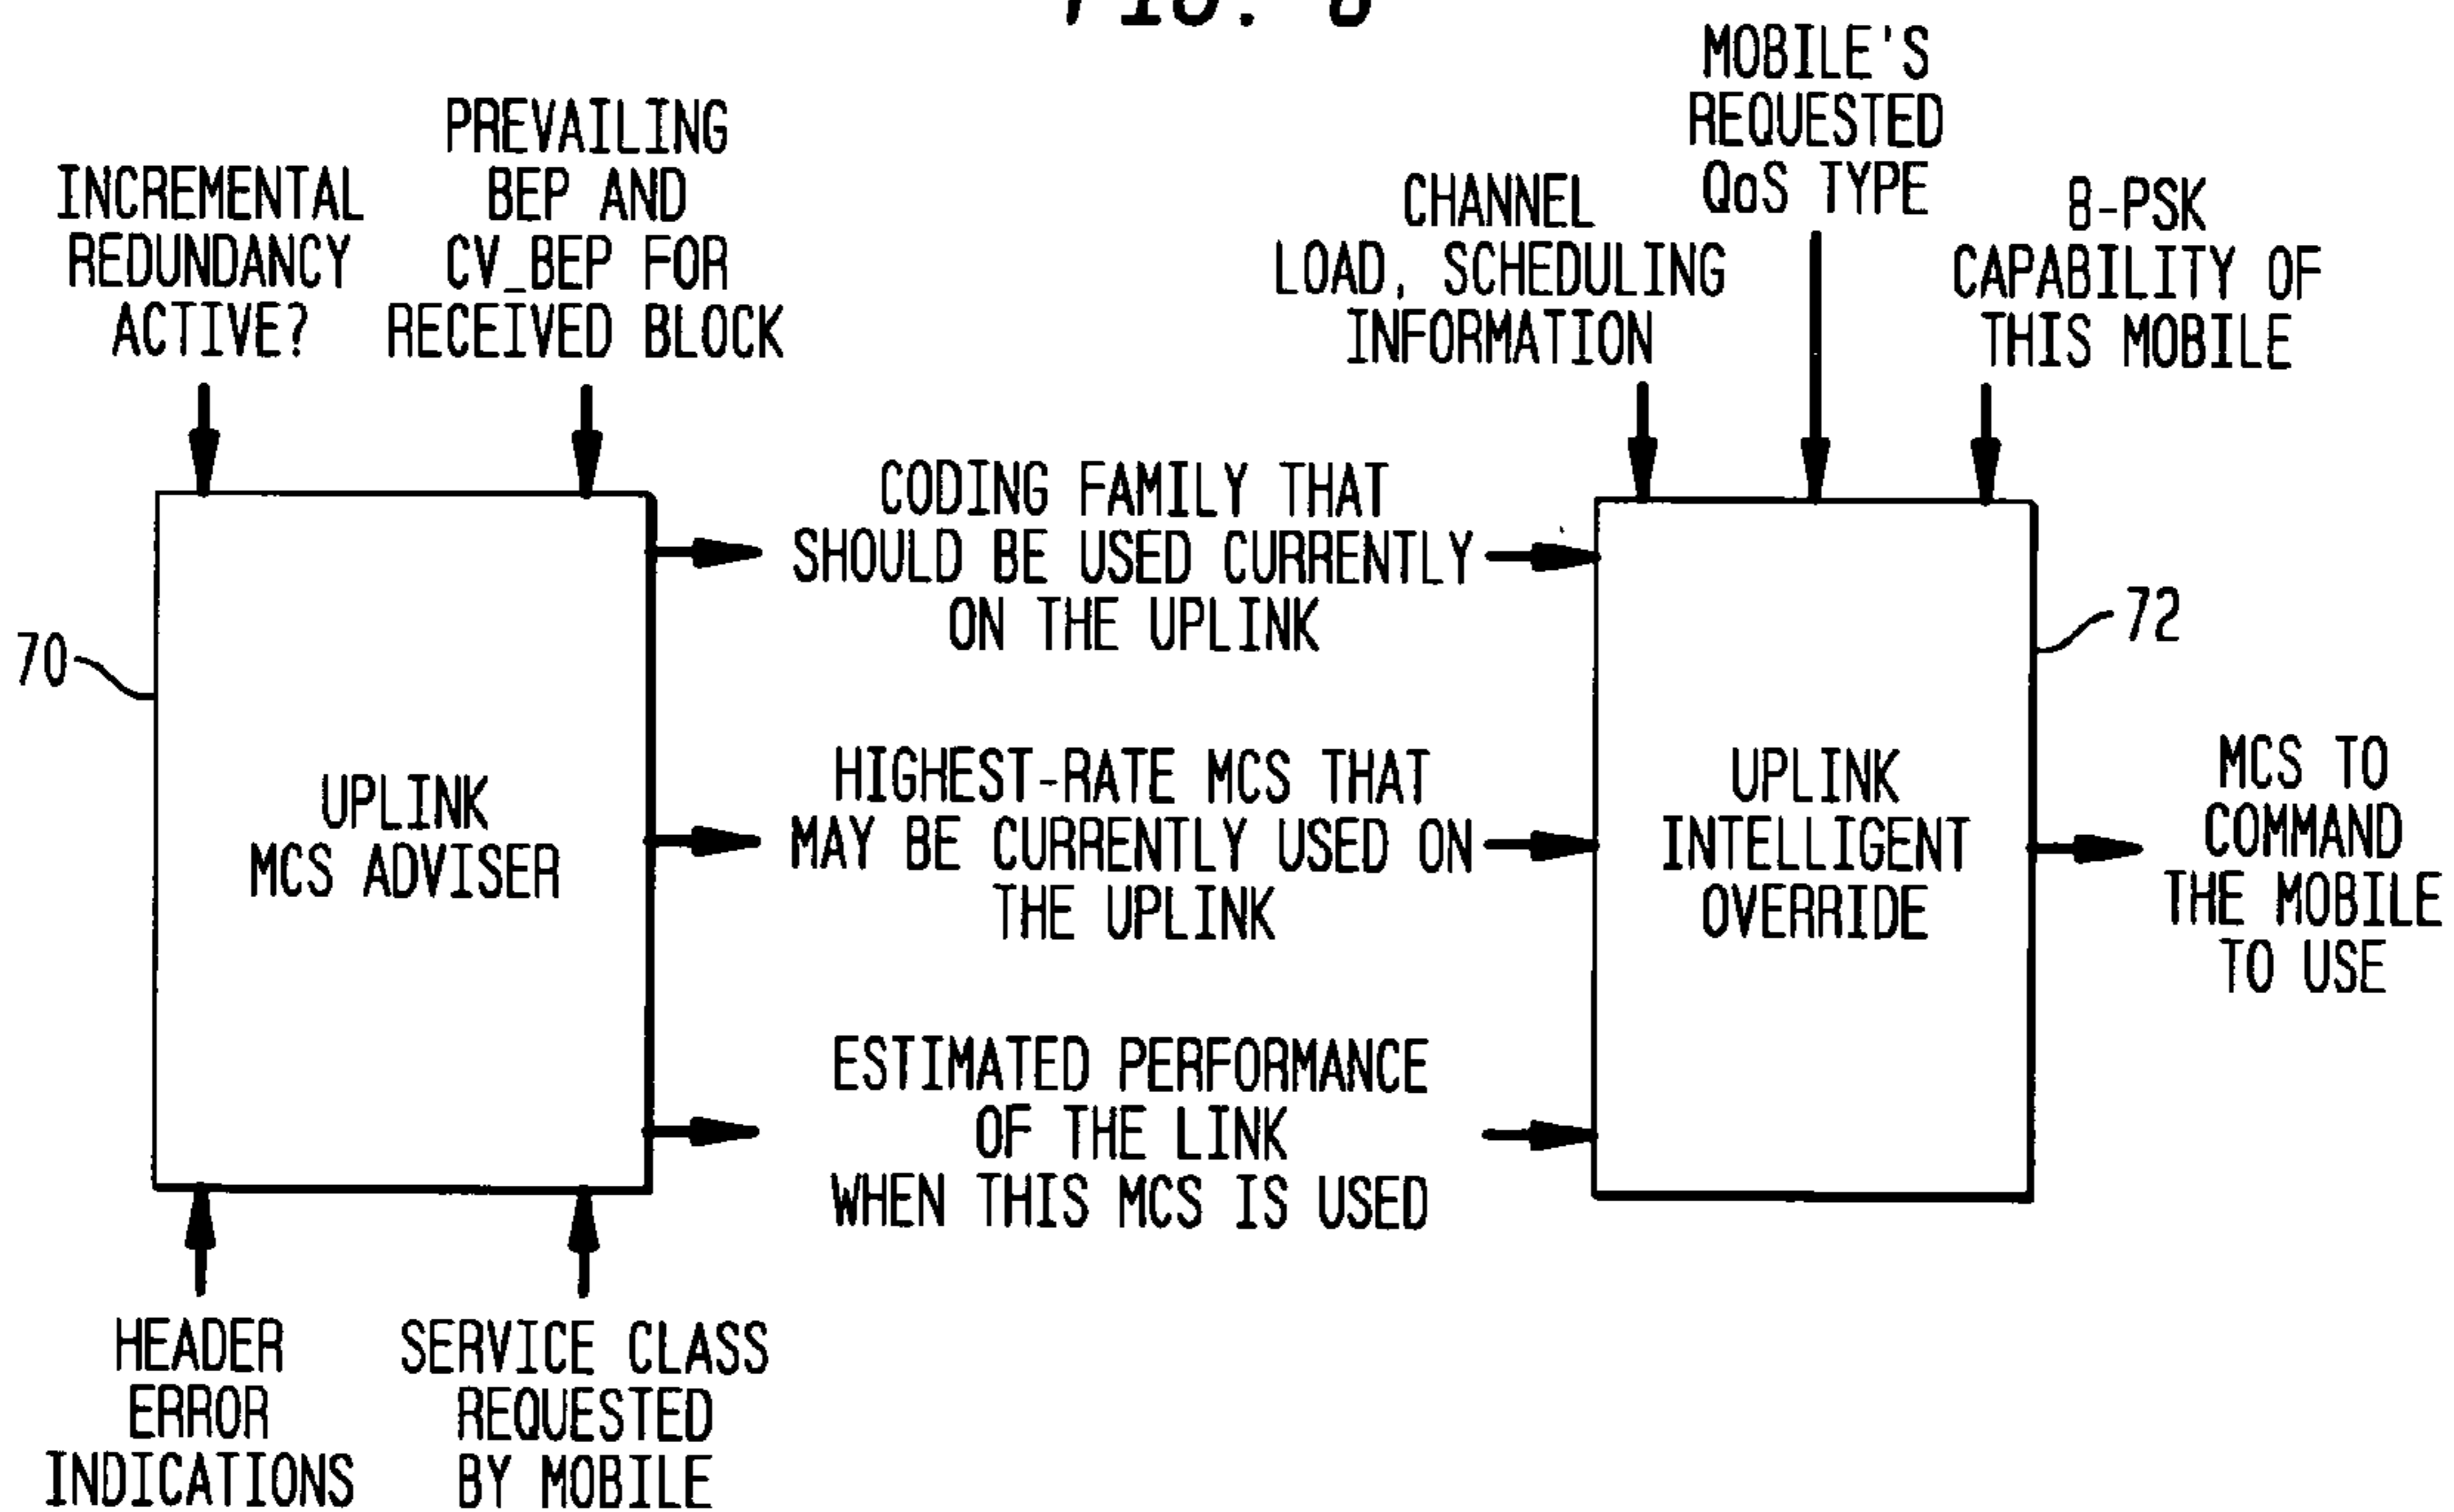 INCREMENTAL
REDUNDANCY
ACTIVE?
PREVAILING
BEP AND
CV_BEP FOR
RECEIVED BLOCK
CHANNEL
LOAD, SCHEDULING
INFORMATION
MOBILE'S
REQUESTED
QoS TYPE
8-PSK
CAPABILITY OF
THIS MOBILE
70
UPLINK
MCS ADVISER
CODING FAMILY THAT
SHOULD BE USED CURRENTLY
ON THE UPLINK
HIGHEST-RATE MCS THAT
MAY BE CURRENTLY USED ON
THE UPLINK
ESTIMATED PERFORMANCE
OF THE LINK
WHEN THIS MCS IS USED
UPLINK
INTELLIGENT
OVERRIDE
72
MCS TO
COMMAND
THE MOBILE
TO USE
HEADER
ERROR
INDICATIONS
SERVICE CLASS
REQUESTED
BY MOBILE